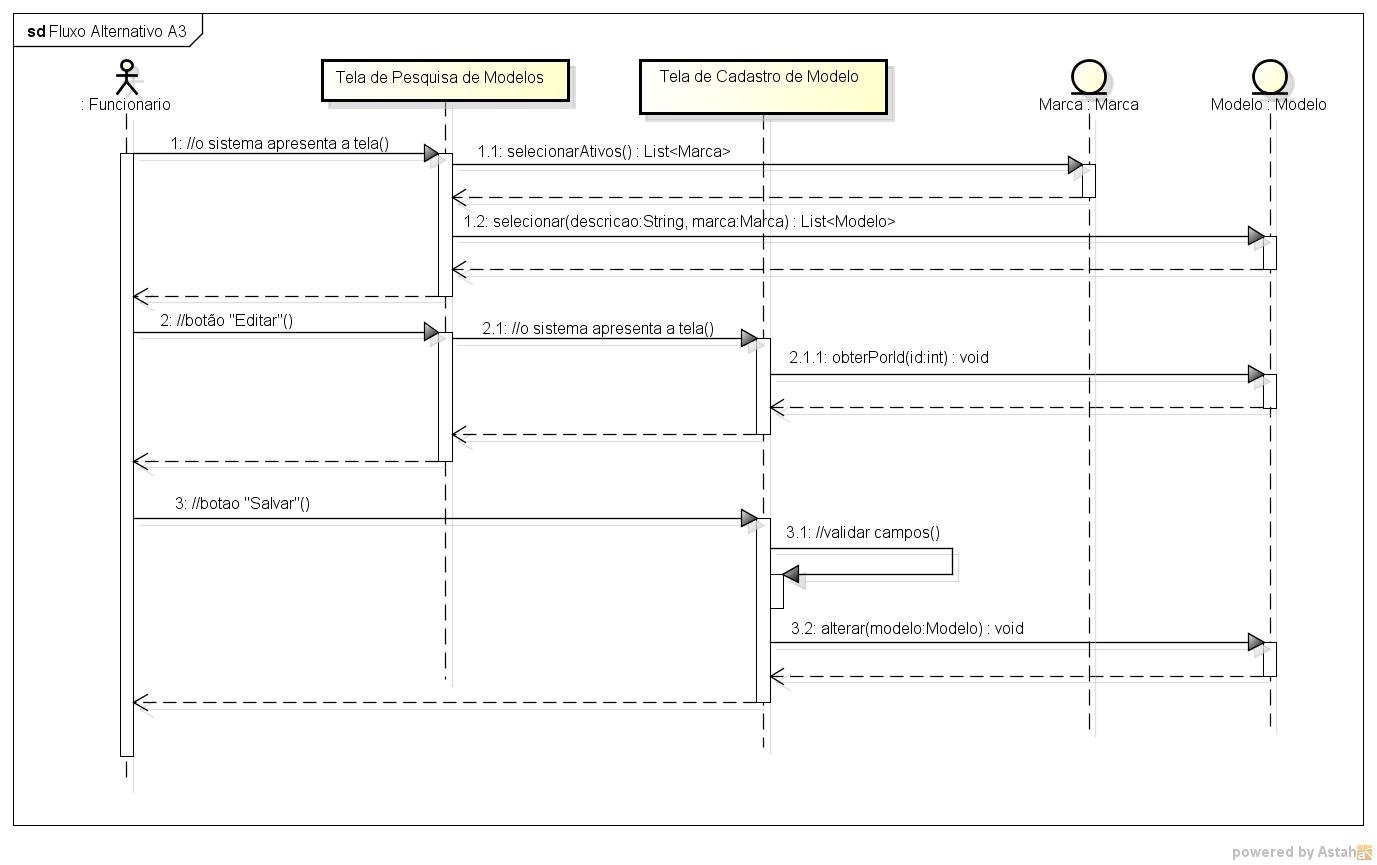 sd Fluxo Alternativo A3
: Funcionario
Tela de Pesquisa de Modelos
Tela de Cadastro de Modelo
Marca : Marca
Modelo : Modelo
1: //o sistema apresenta a tela()
1.1: selecionarAtivos() : List<Marca>
1.2: selecionar(descricao:String, marca:Marca) : List<Modelo>
2: //botão "Editar"()
2.1: //o sistema apresenta a tela()
2.1.1: obterPorId(id:int) : void
3: //botao "Salvar"()
3.1: //validar campos()
3.2: alterar(modelo:Modelo) : void
powered by Astah